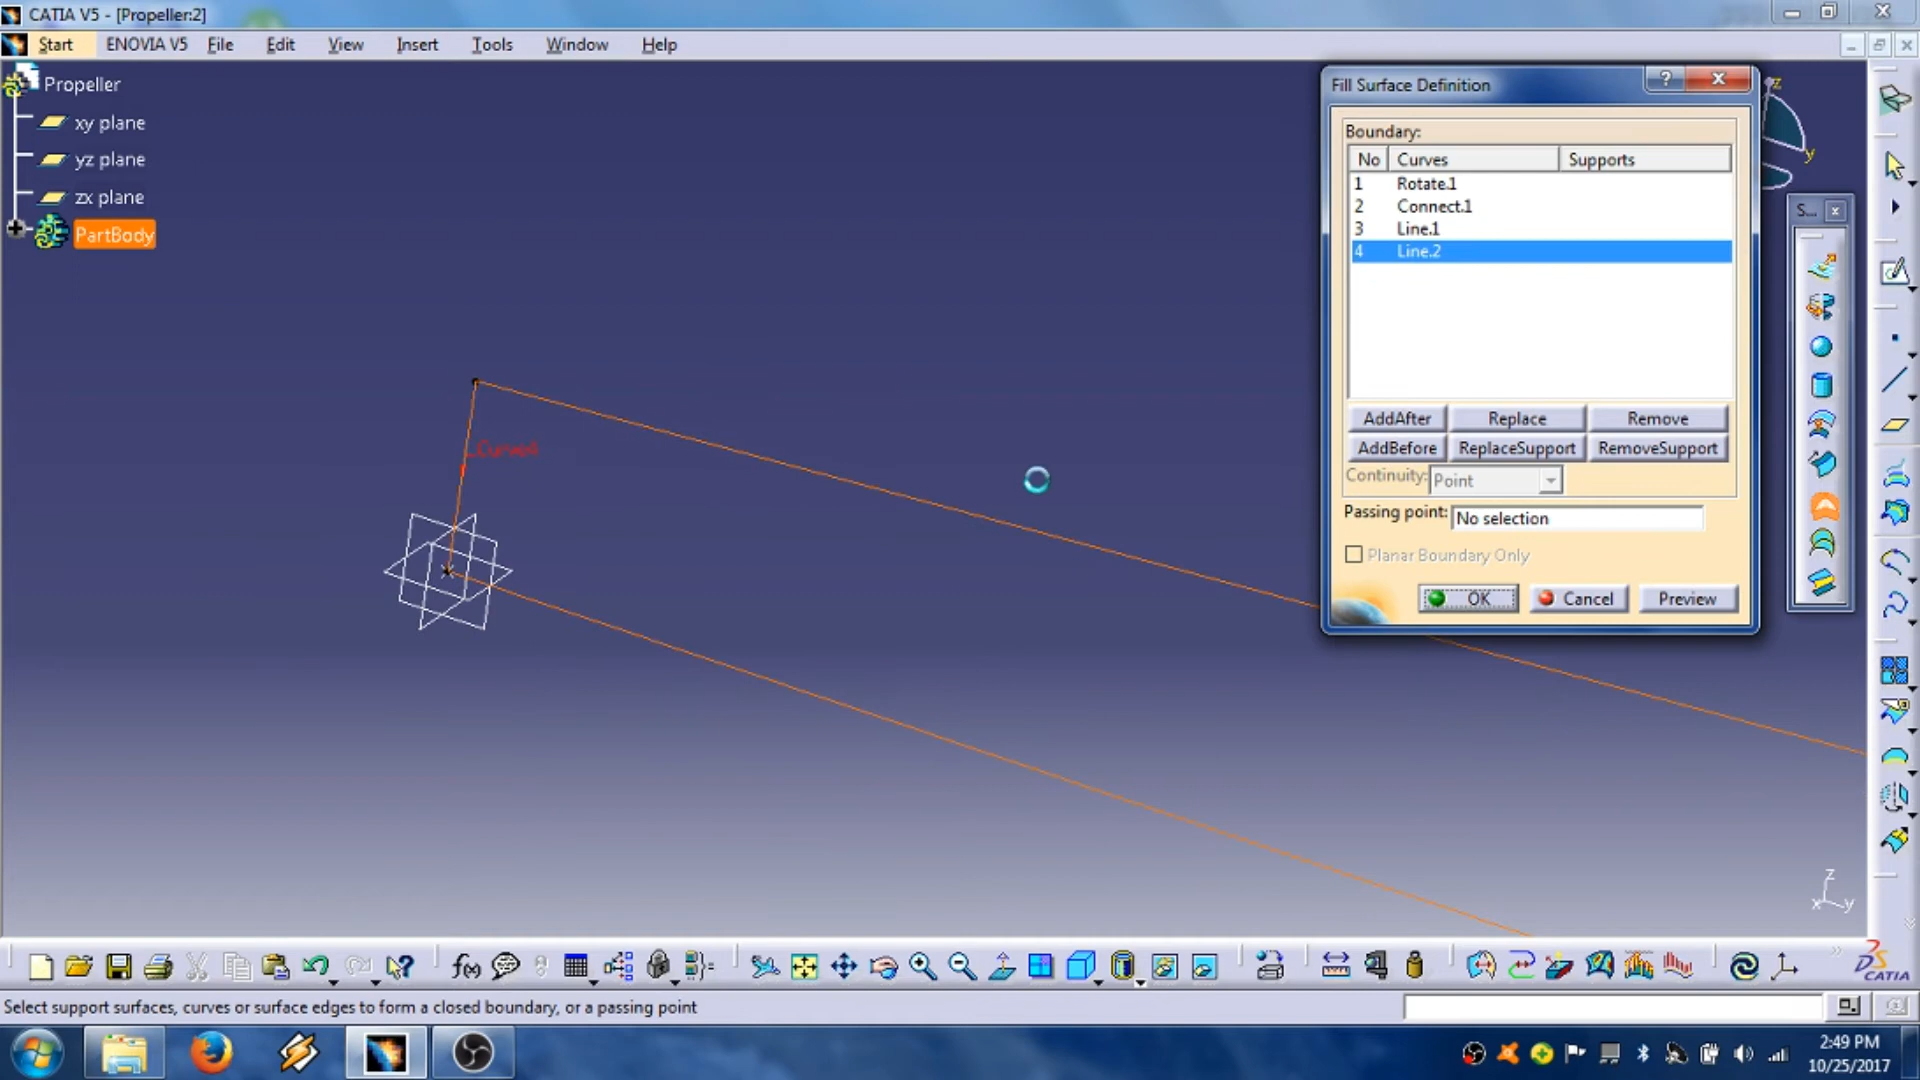 CATIA V5 - [Propeller:2]
Start ENOVIA V5 File Edit View Insert Tools Window Help
Propeller
xy plane
yz plane
zx plane
PartBody
Fill Surface Definition
Boundary:
No Curves Supports
1 Rotate.1
2 Connect.1
3 Line.1
4 Line.2
AddAfter Replace Remove
AddBefore ReplaceSupport RemoveSupport
Continuity: Point
Passing point: No selection
Planar Boundary Only
OK Cancel Preview
S...
z
y
z
x y
f(x)
CATIA
Select support surfaces, curves or surface edges to form a closed boundary, or a passing point
2:49 PM
10/25/2017